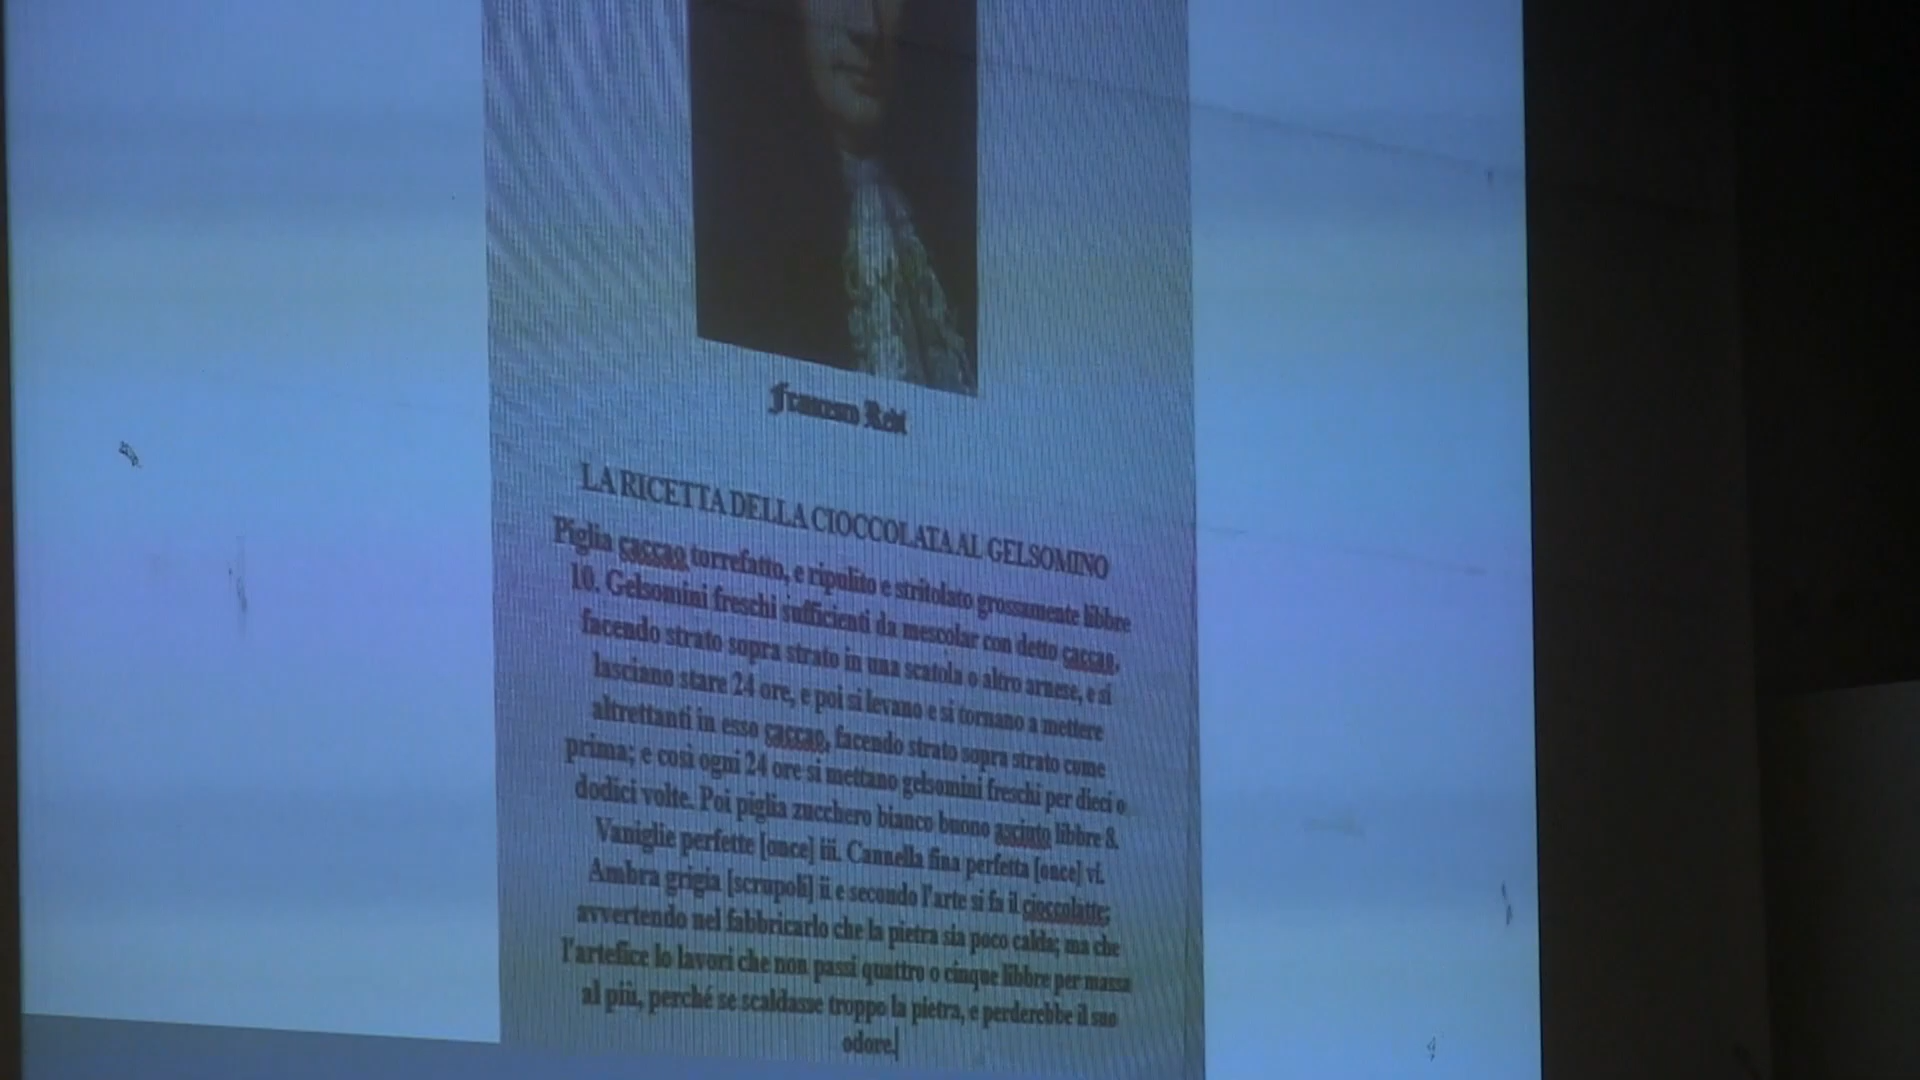 Francesco Redi
LA RICETTA DELLA CIOCCOLATA AL GELSOMINO
Piglia caccao torrefatto, e ripulito e stritolato grossamente libbre
10. Gelsomini freschi sufficienti da mescolar con detto caccao,
facendo strato sopra strato in una scatola o altro arnese, e si
lasciano stare 24 ore, e poi si levano e si tornano a mettere
altrettanti in esso caccao, facendo strato sopra strato come
prima; e così ogni 24 ore si mettano gelsomini freschi per dieci o
dodici volte. Poi piglia zucchero bianco buono asciuto libbre 8.
Vaniglie perfette [once] iii. Cannella fina perfetta [once] vi.
Ambra grigia [scrupoli] ii e secondo l'arte si fa il cioccolatte;
avvertendo nel fabbricarlo che la pietra sia poco calda; ma che
l'artefice lo lavori che non passi quattro o cinque libbre per massa
al più, perché se scaldasse troppo la pietra, e perderebbe il suo
odore.